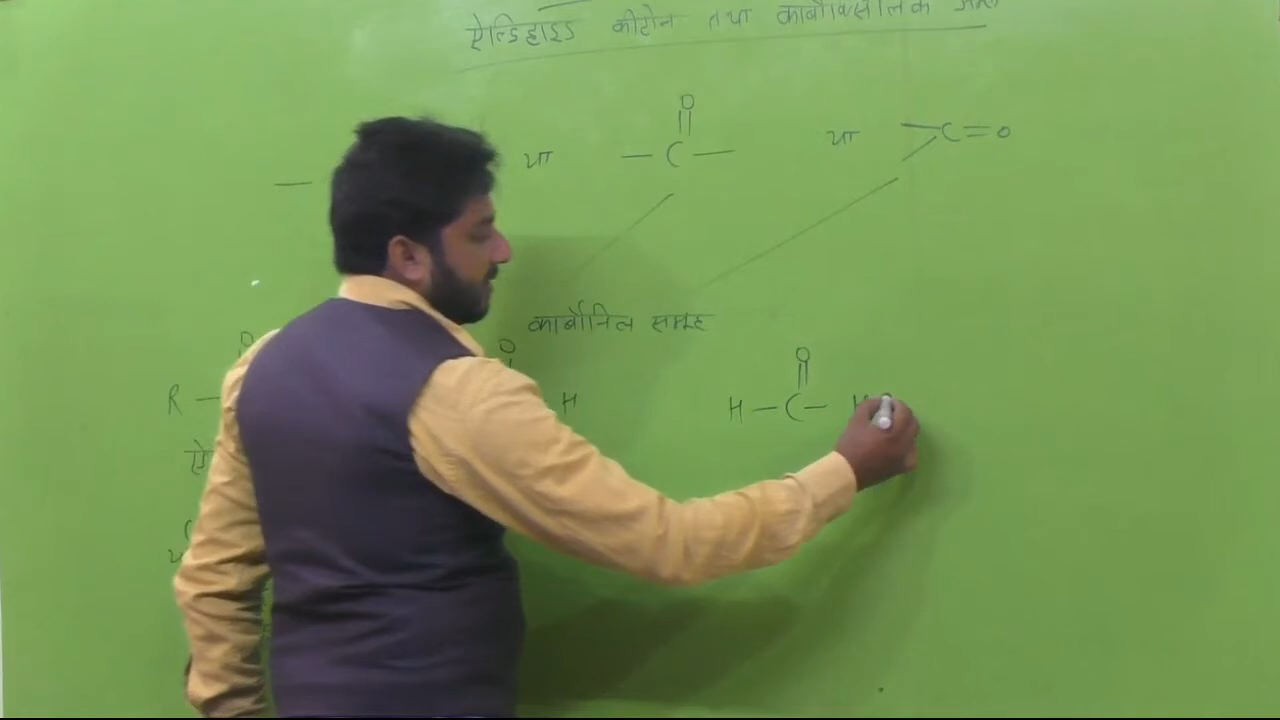 ऐल्डिहाइड कीटोन तथा कार्बोक्सिलिक अम्ल
O
— या — C — या >C=O
कार्बोनिल समूह
O O O
R — H H — C — H
ऐ